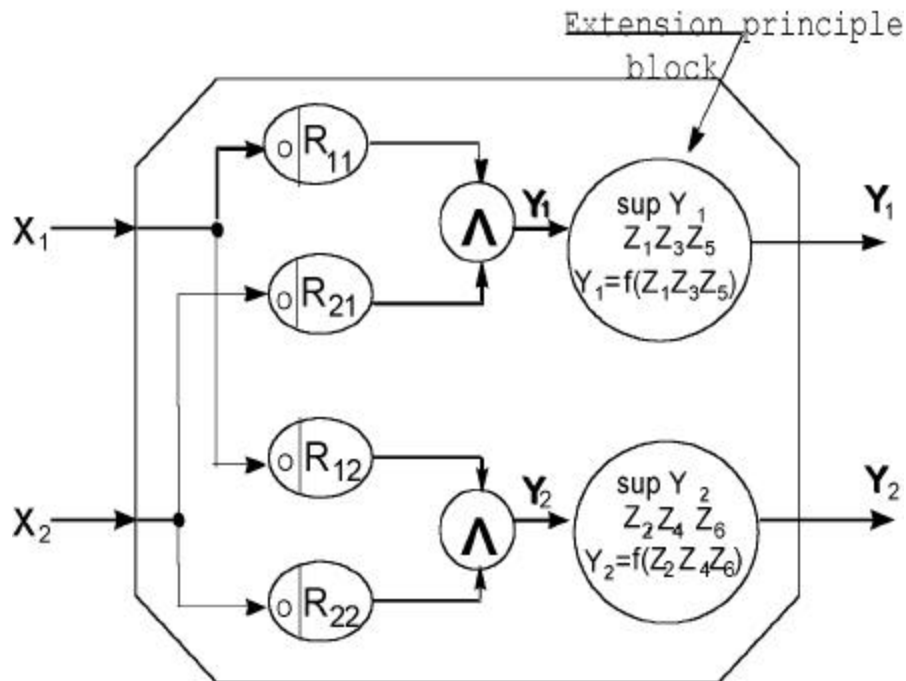 Extension principle
block
X₁
X₂
o R₁₁
o R₂₁
o R₁₂
o R₂₂
Λ
Y₁
Λ
Y₂
sup Y₁
Z₁Z₃Z₅
Y₁=f(Z₁Z₃Z₅)
sup Y₂
Z₂Z₄ Z₆
Y₂=f(Z₂Z₄Z₆)
Y₁
Y₂